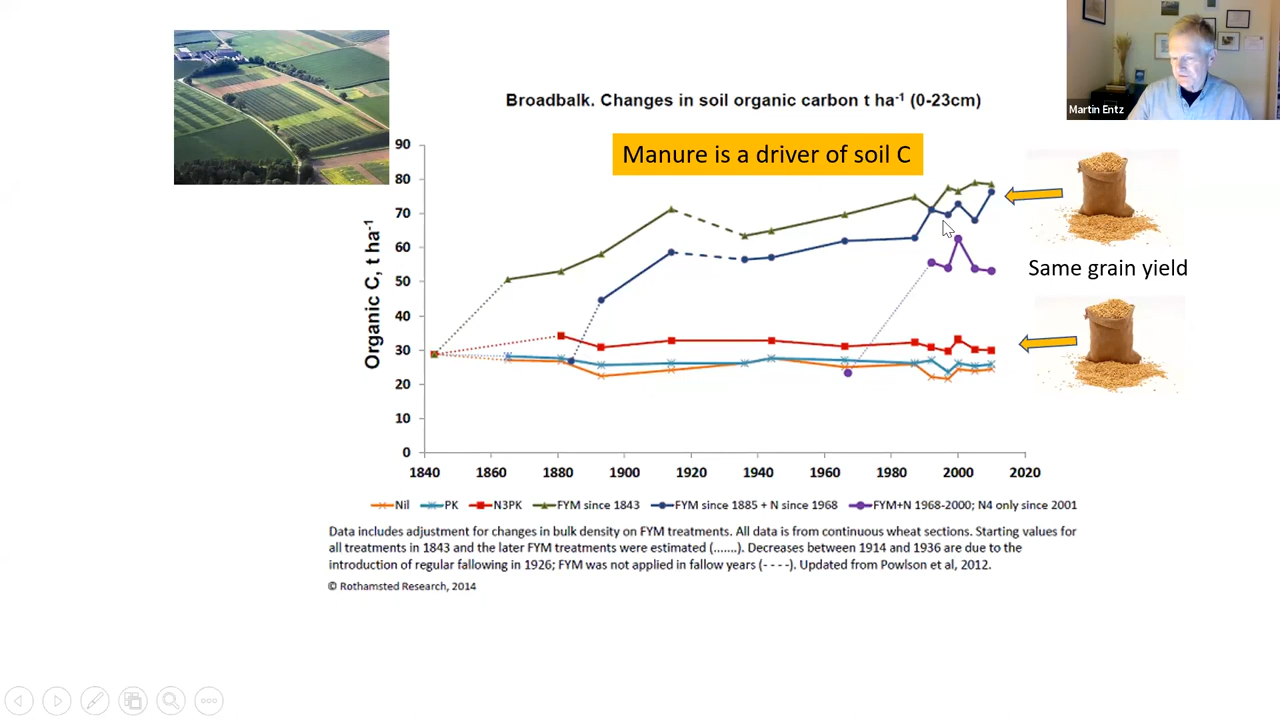 Broadbalk. Changes in soil organic carbon t ha-1 (0-23cm)
Martin Entz
Manure is a driver of soil C
Organic C, t ha-1
90
80
70
60
50
40
30
20
10
0
1840 1860 1880 1900 1920 1940 1960 1980 2000 2020
Same grain yield
Nil PK N3PK FYM since 1843 FYM since 1885 + N since 1968 FYM+N 1968-2000; N4 only since 2001
Data includes adjustment for changes in bulk density on FYM treatments. All data is from continuous wheat sections. Starting values for
all treatments in 1843 and the later FYM treatments were estimated (.......). Decreases between 1914 and 1936 are due to the
introduction of regular fallowing in 1926; FYM was not applied in fallow years (- - - -). Updated from Powlson et al, 2012.
© Rothamsted Research, 2014